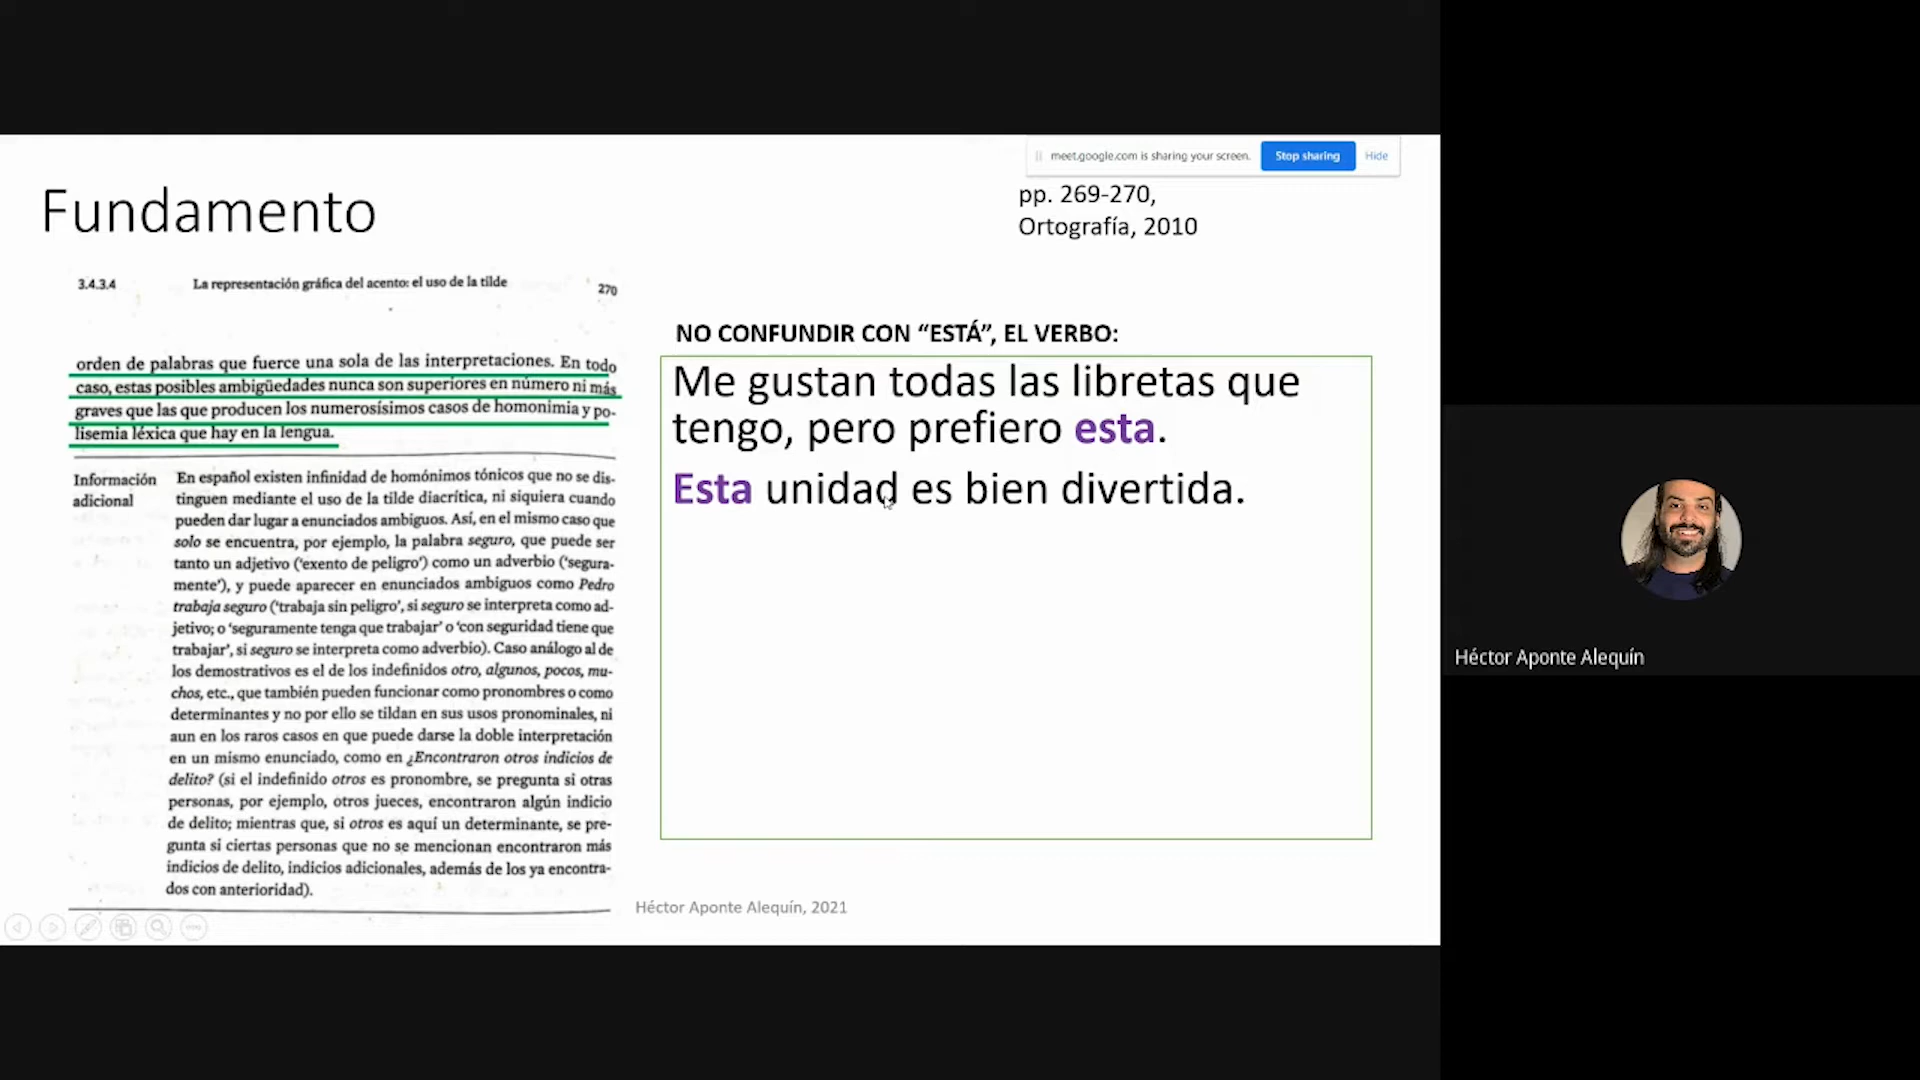 meet.google.com is sharing your screen.
Stop sharing
Hide
Fundamento
pp. 269-270,
Ortografía, 2010
3.4.3.4
La representación gráfica del acento: el uso de la tilde
270
orden de palabras que fuerce una sola de las interpretaciones. En todo
caso, estas posibles ambigüedades nunca son superiores en número ni más
graves que las que producen los numerosísimos casos de homonimia y po-
lisemia léxica que hay en la lengua.
Información
adicional
En español existen infinidad de homónimos tónicos que no se dis-
tinguen mediante el uso de la tilde diacrítica, ni siquiera cuando
pueden dar lugar a enunciados ambiguos. Así, en el mismo caso que
solo se encuentra, por ejemplo, la palabra seguro, que puede ser
tanto un adjetivo (‘exento de peligro’) como un adverbio (‘segura-
mente’), y puede aparecer en enunciados ambiguos como Pedro
trabaja seguro (‘trabaja sin peligro’, si seguro se interpreta como ad-
jetivo; o ‘seguramente tenga que trabajar’ o ‘con seguridad tiene que
trabajar’, si seguro se interpreta como adverbio). Caso análogo al de
los demostrativos es el de los indefinidos otro, algunos, pocos, mu-
chos, etc., que también pueden funcionar como pronombres o como
determinantes y no por ello se tildan en sus usos pronominales, ni
aun en los raros casos en que puede darse la doble interpretación
en un mismo enunciado, como en ¿Encontraron otros indicios de
delito? (si el indefinido otros es pronombre, se pregunta si otras
personas, por ejemplo, otros jueces, encontraron algún indicio
de delito; mientras que, si otros es aquí un determinante, se pre-
gunta si ciertas personas que no se mencionan encontraron más
indicios de delito, indicios adicionales, además de los ya encontra-
dos con anterioridad).
NO CONFUNDIR CON “ESTÁ”, EL VERBO:
Me gustan todas las libretas que
tengo, pero prefiero esta.
Esta unidad es bien divertida.
Héctor Aponte Alequín, 2021
Héctor Aponte Alequín